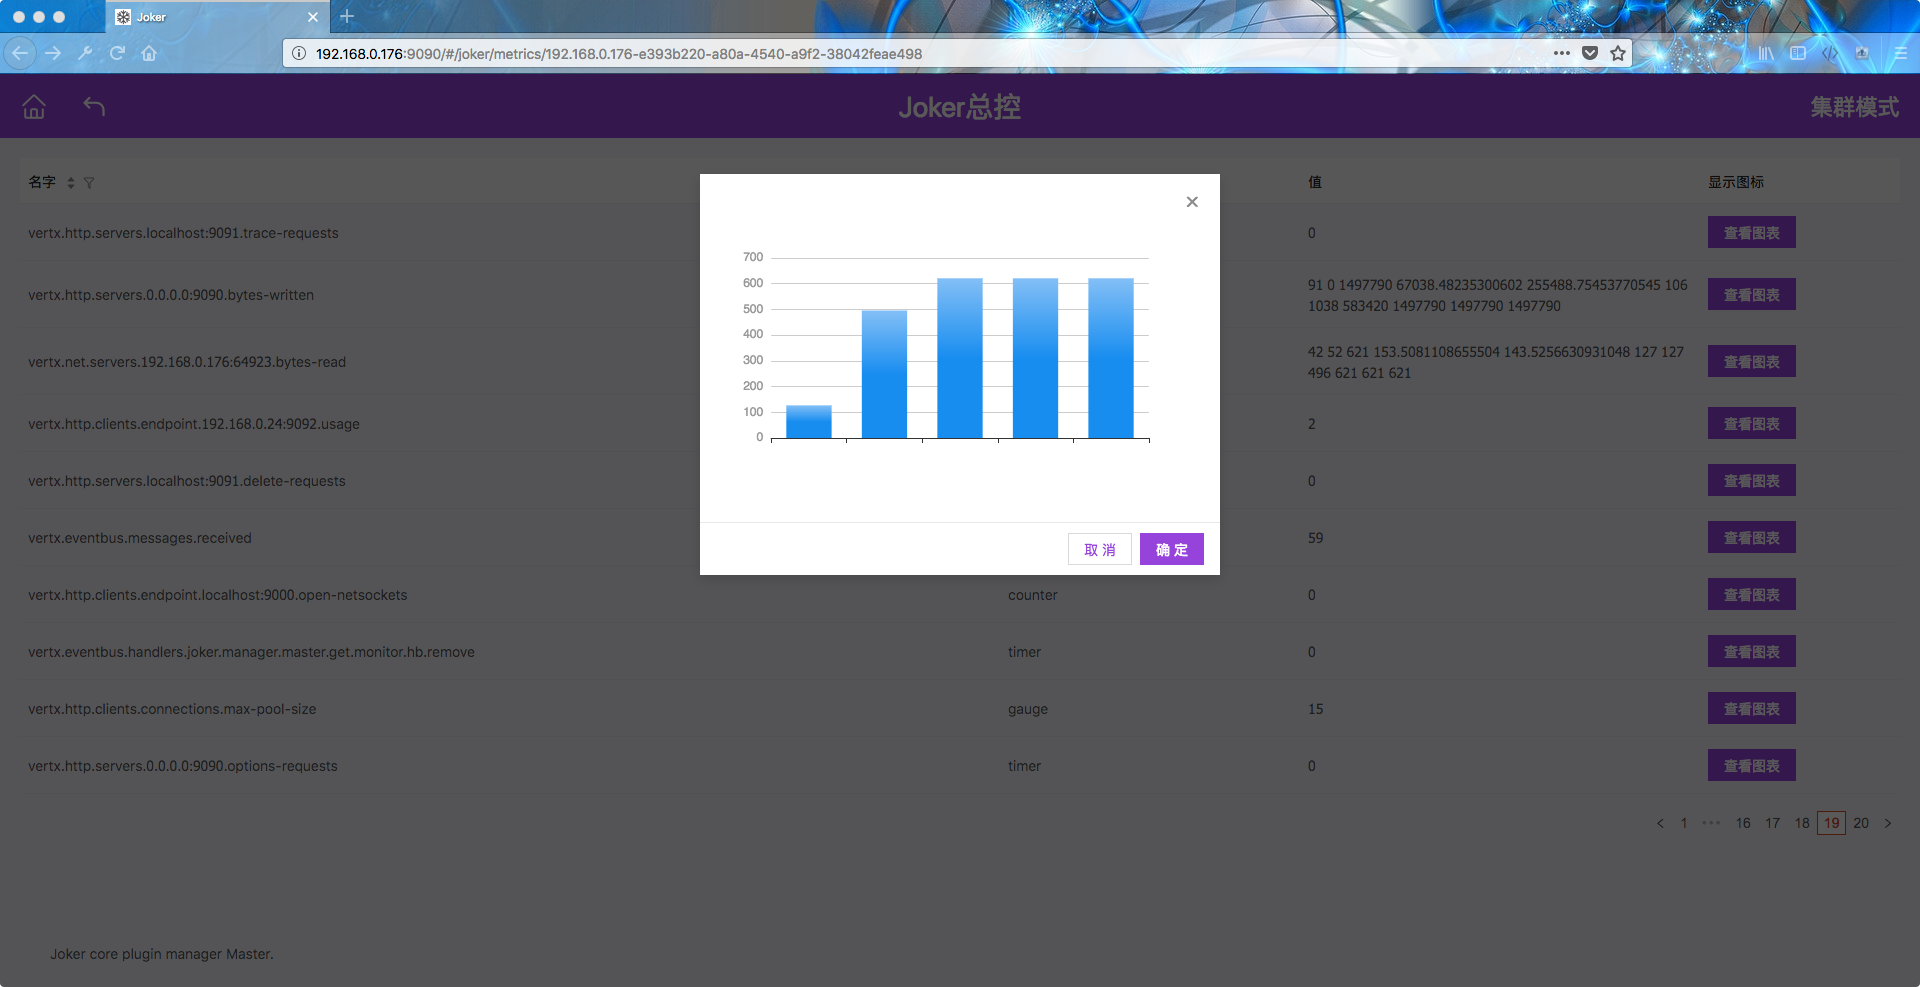 Joker
192.168.0.176:9090/#/joker/metrics/192.168.0.176-e393b220-a80a-4540-a9f2-38042feae498
Joker总控
集群模式
名字
值
显示图标
vertx.http.servers.localhost:9091.trace-requests
0
查看图表
vertx.http.servers.0.0.0.0:9090.bytes-written
91 0 1497790 67038.48235300602 255488.75453770545 106
1038 583420 1497790 1497790 1497790
查看图表
vertx.net.servers.192.168.0.176:64923.bytes-read
42 52 621 153.5081108655504 143.5256630931048 127 127
496 621 621 621
查看图表
vertx.http.clients.endpoint.192.168.0.24:9092.usage
2
查看图表
vertx.http.servers.localhost:9091.delete-requests
0
查看图表
vertx.eventbus.messages.received
59
查看图表
vertx.http.clients.endpoint.localhost:9000.open-netsockets
counter
0
查看图表
vertx.eventbus.handlers.joker.manager.master.get.monitor.hb.remove
timer
0
查看图表
vertx.http.clients.connections.max-pool-size
gauge
15
查看图表
vertx.http.servers.0.0.0.0:9090.options-requests
timer
0
查看图表
700
600
500
400
300
200
100
0
取 消
确 定
< 1 ••• 16 17 18 19 20 >
Joker core plugin manager Master.